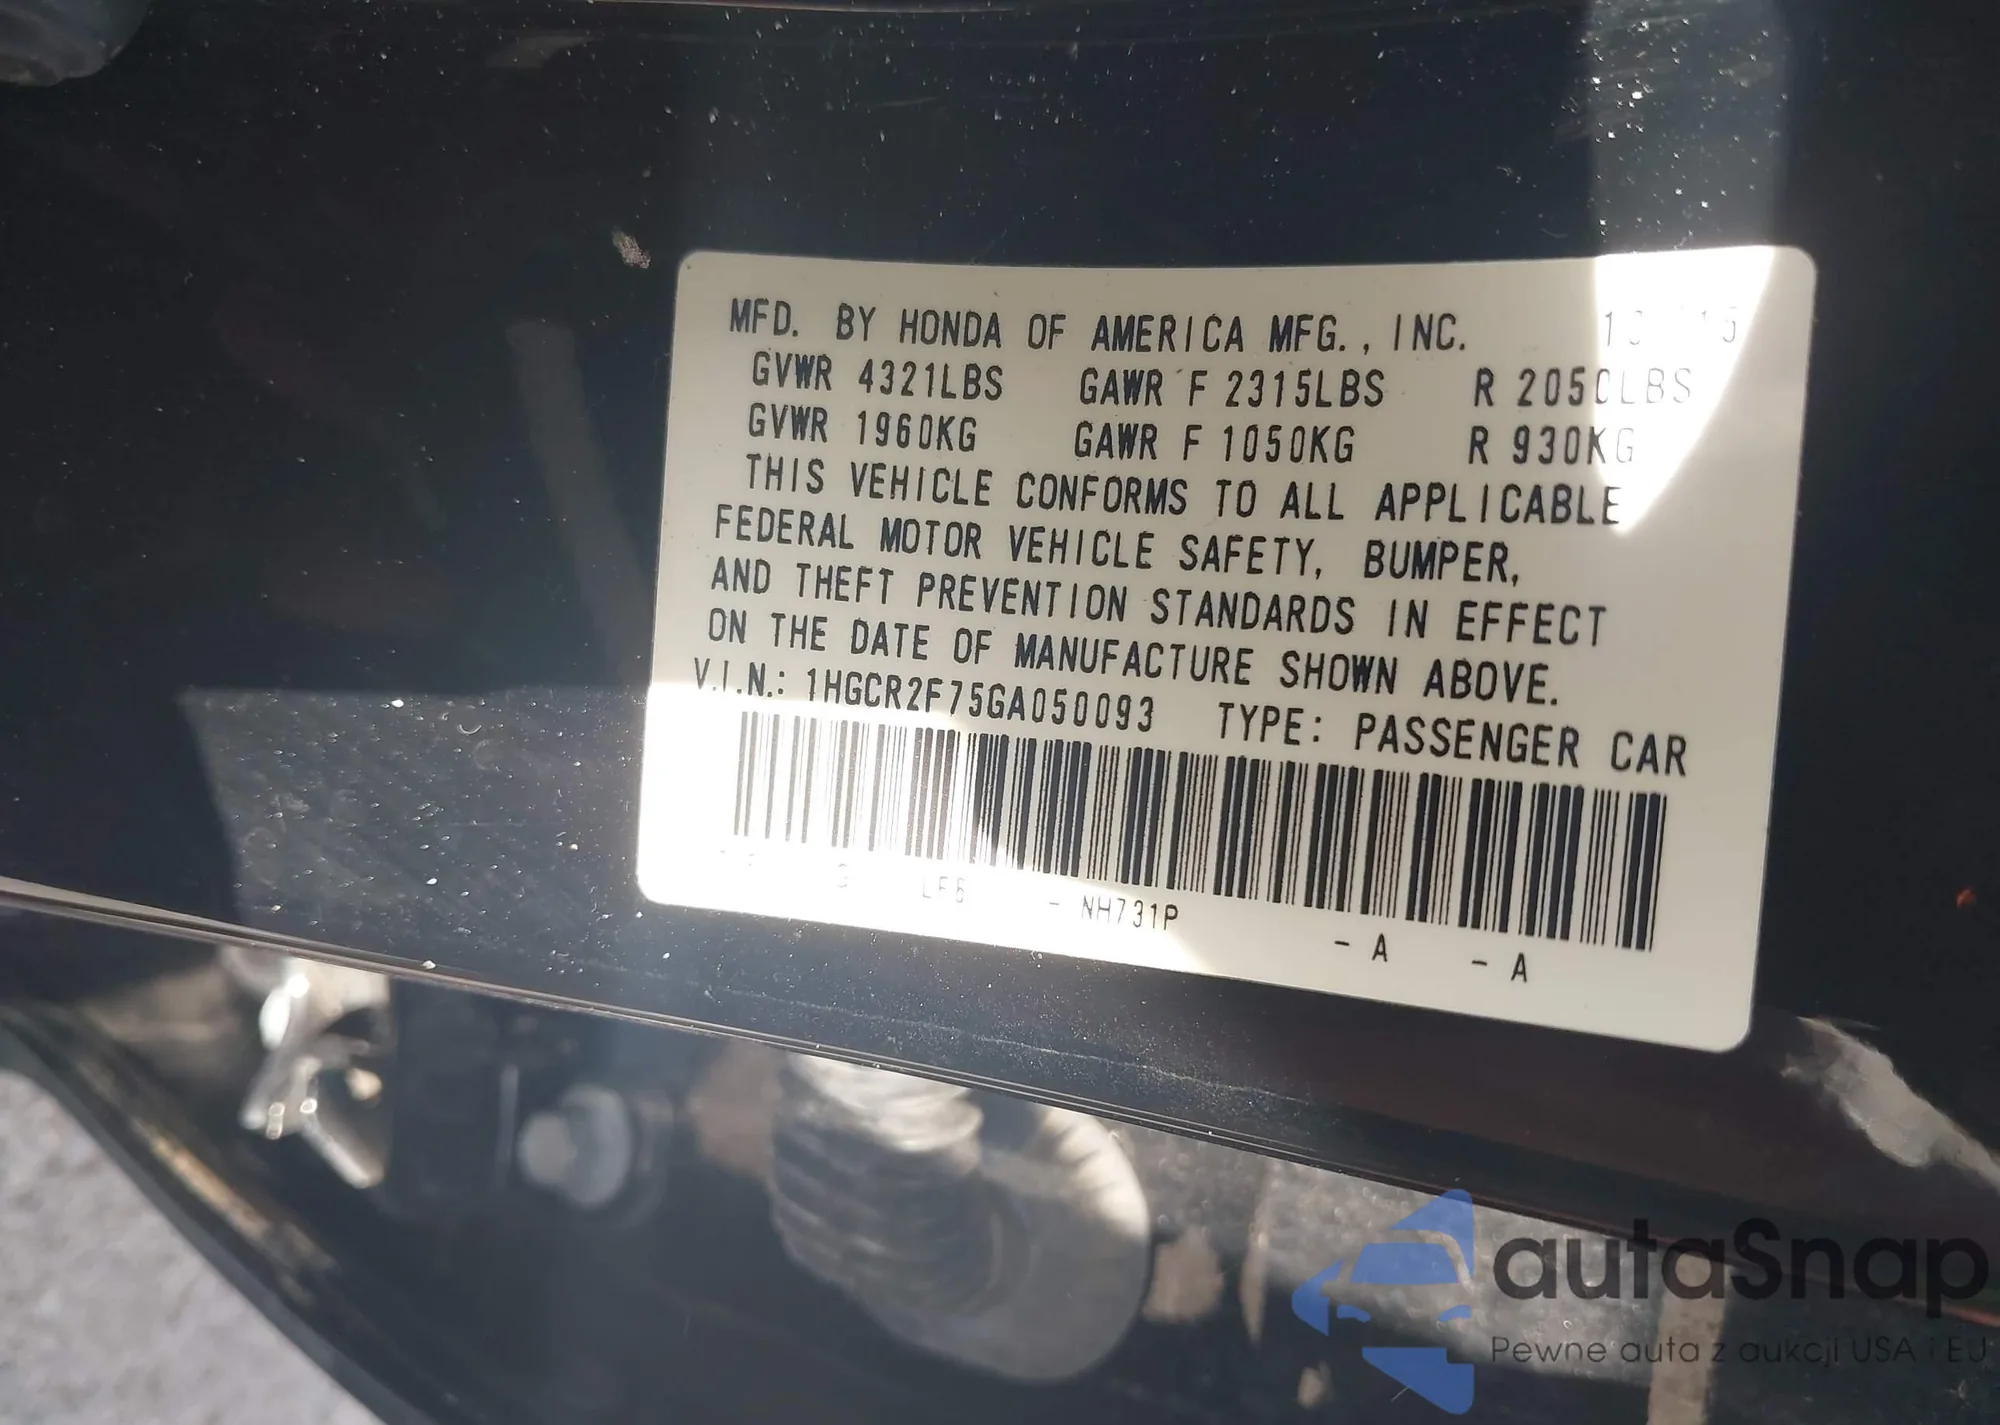 MFD. BY HONDA OF AMERICA MFG., INC.
GVWR 4321LBS GAWR F 2315LBS R 2050LBS
GVWR 1960KG GAWR F 1050KG R 930KG
THIS VEHICLE CONFORMS TO ALL APPLICABLE
FEDERAL MOTOR VEHICLE SAFETY, BUMPER,
AND THEFT PREVENTION STANDARDS IN EFFECT
ON THE DATE OF MANUFACTURE SHOWN ABOVE.
V.I.N.: 1HGCR2F75GA050093 TYPE: PASSENGER CAR
- NH731P - A - A
autaSnap
Pewne auta z aukcji USA i EU